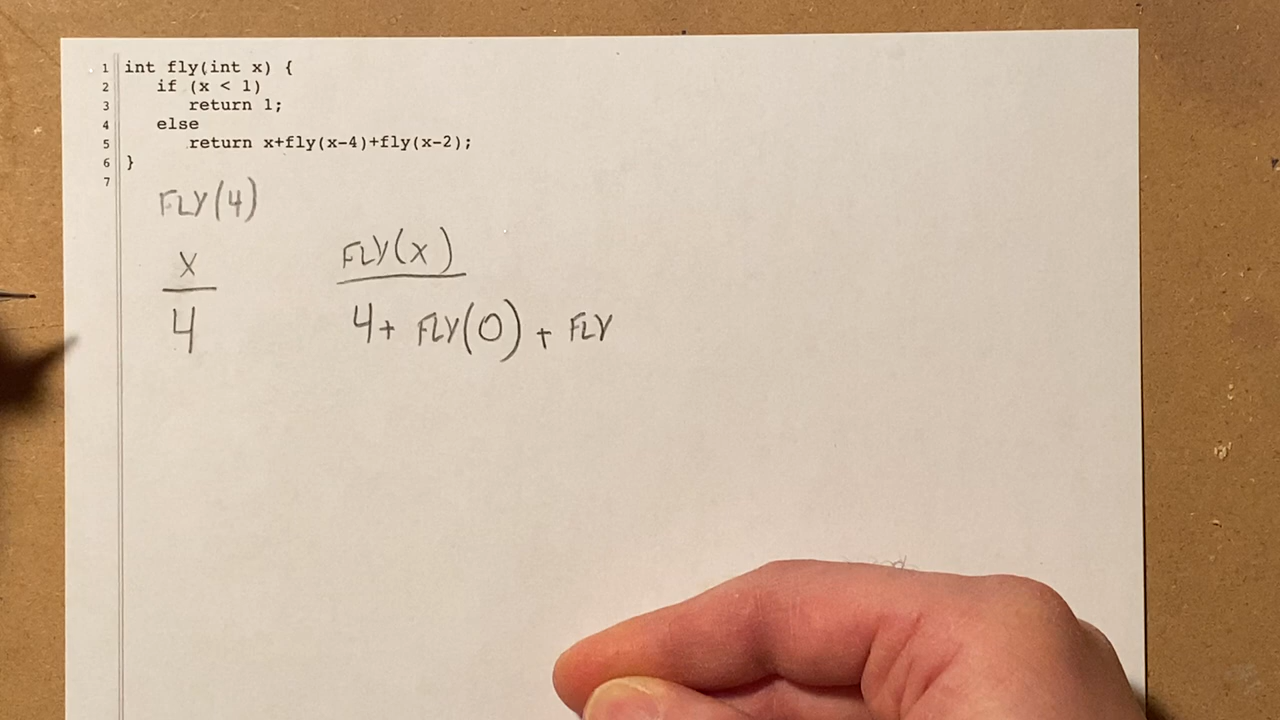 1 int fly(int x) {
2 if (x < 1)
3 return 1;
4 else
5 return x+fly(x-4)+fly(x-2);
6 }
7
FLY(4)
X FLY(x)
4 4+ FLY(0) + FLY